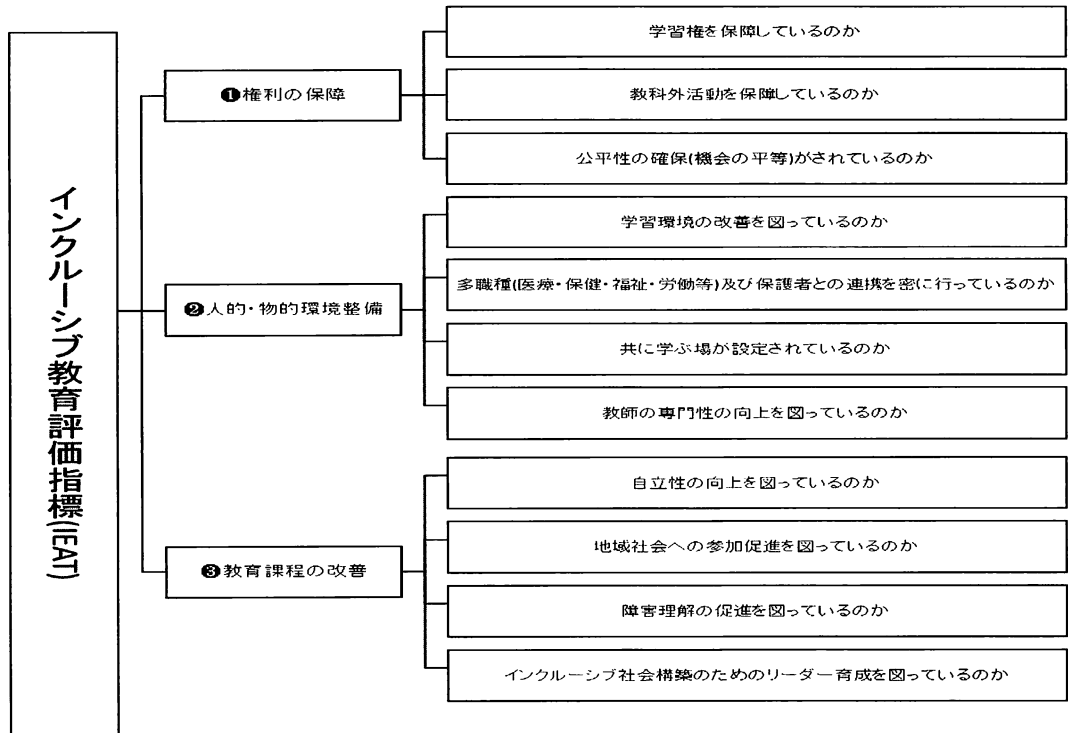 インクルーシブ教育評価指標(IEAT)
❶権利の保障
学習権を保障しているのか
教科外活動を保障しているのか
公平性の確保(機会の平等)がされているのか
❷人的・物的環境整備
学習環境の改善を図っているのか
多職種(医療・保健・福祉・労働等)及び保護者との連携を密に行っているのか
共に学ぶ場が設定されているのか
教師の専門性の向上を図っているのか
❸教育課程の改善
自立性の向上を図っているのか
地域社会への参加促進を図っているのか
障害理解の促進を図っているのか
インクルーシブ社会構築のためのリーダー育成を図っているのか